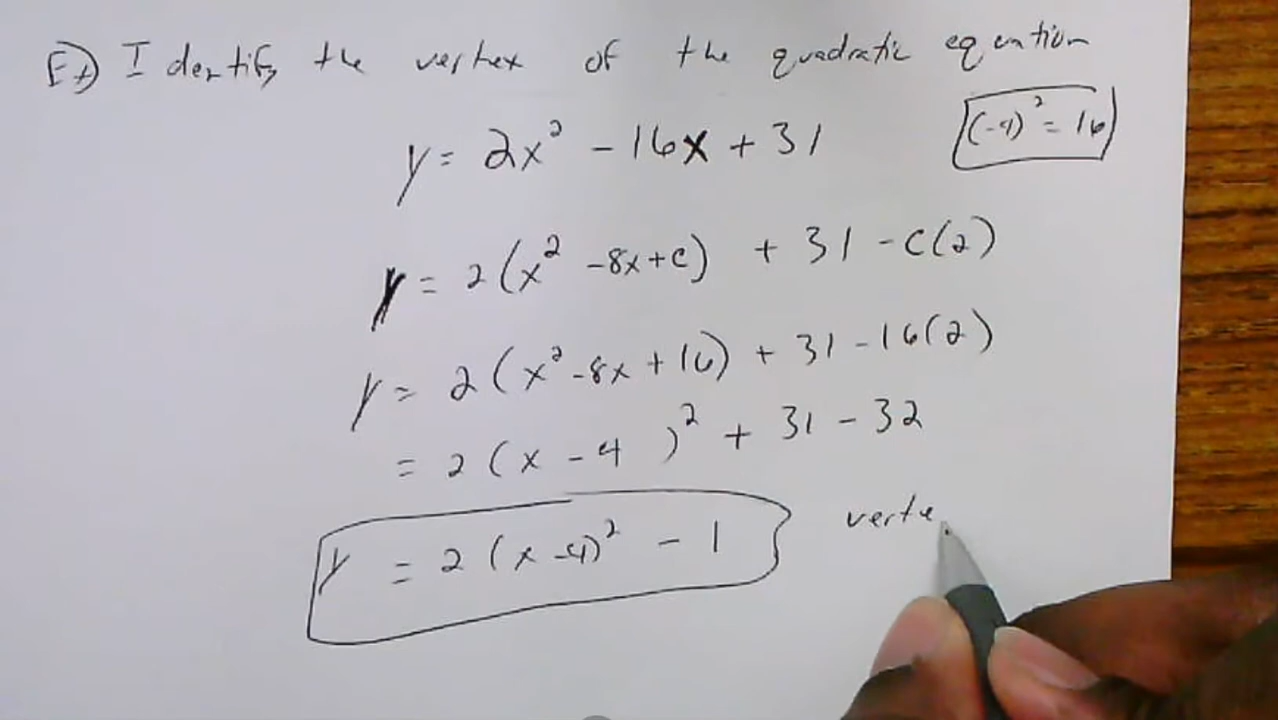 Ex) Identify the vertex of the quadratic equation
y = 2x² - 16x + 31
(-4)² = 16
y = 2(x² - 8x + c) + 31 - c(2)
y = 2(x² - 8x + 16) + 31 - 16(2)
= 2(x - 4 )² + 31 - 32
y = 2(x - 4)² - 1
verte